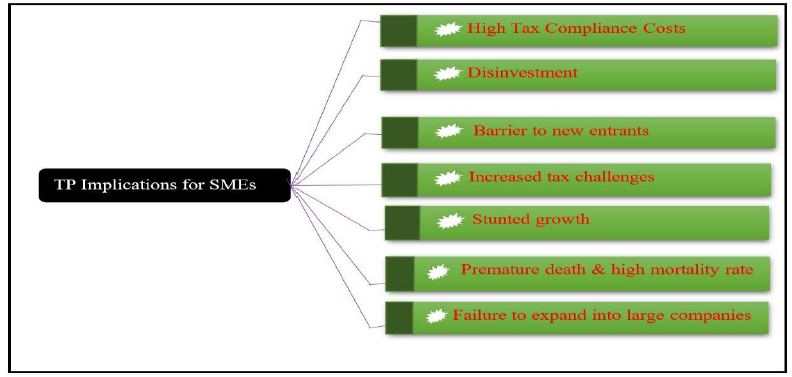 High Tax Compliance Costs
Disinvestment
Barrier to new entrants
TP Implications for SMEs
Increased tax challenges
Stunted growth
Premature death & high mortality rate
Failure to expand into large companies